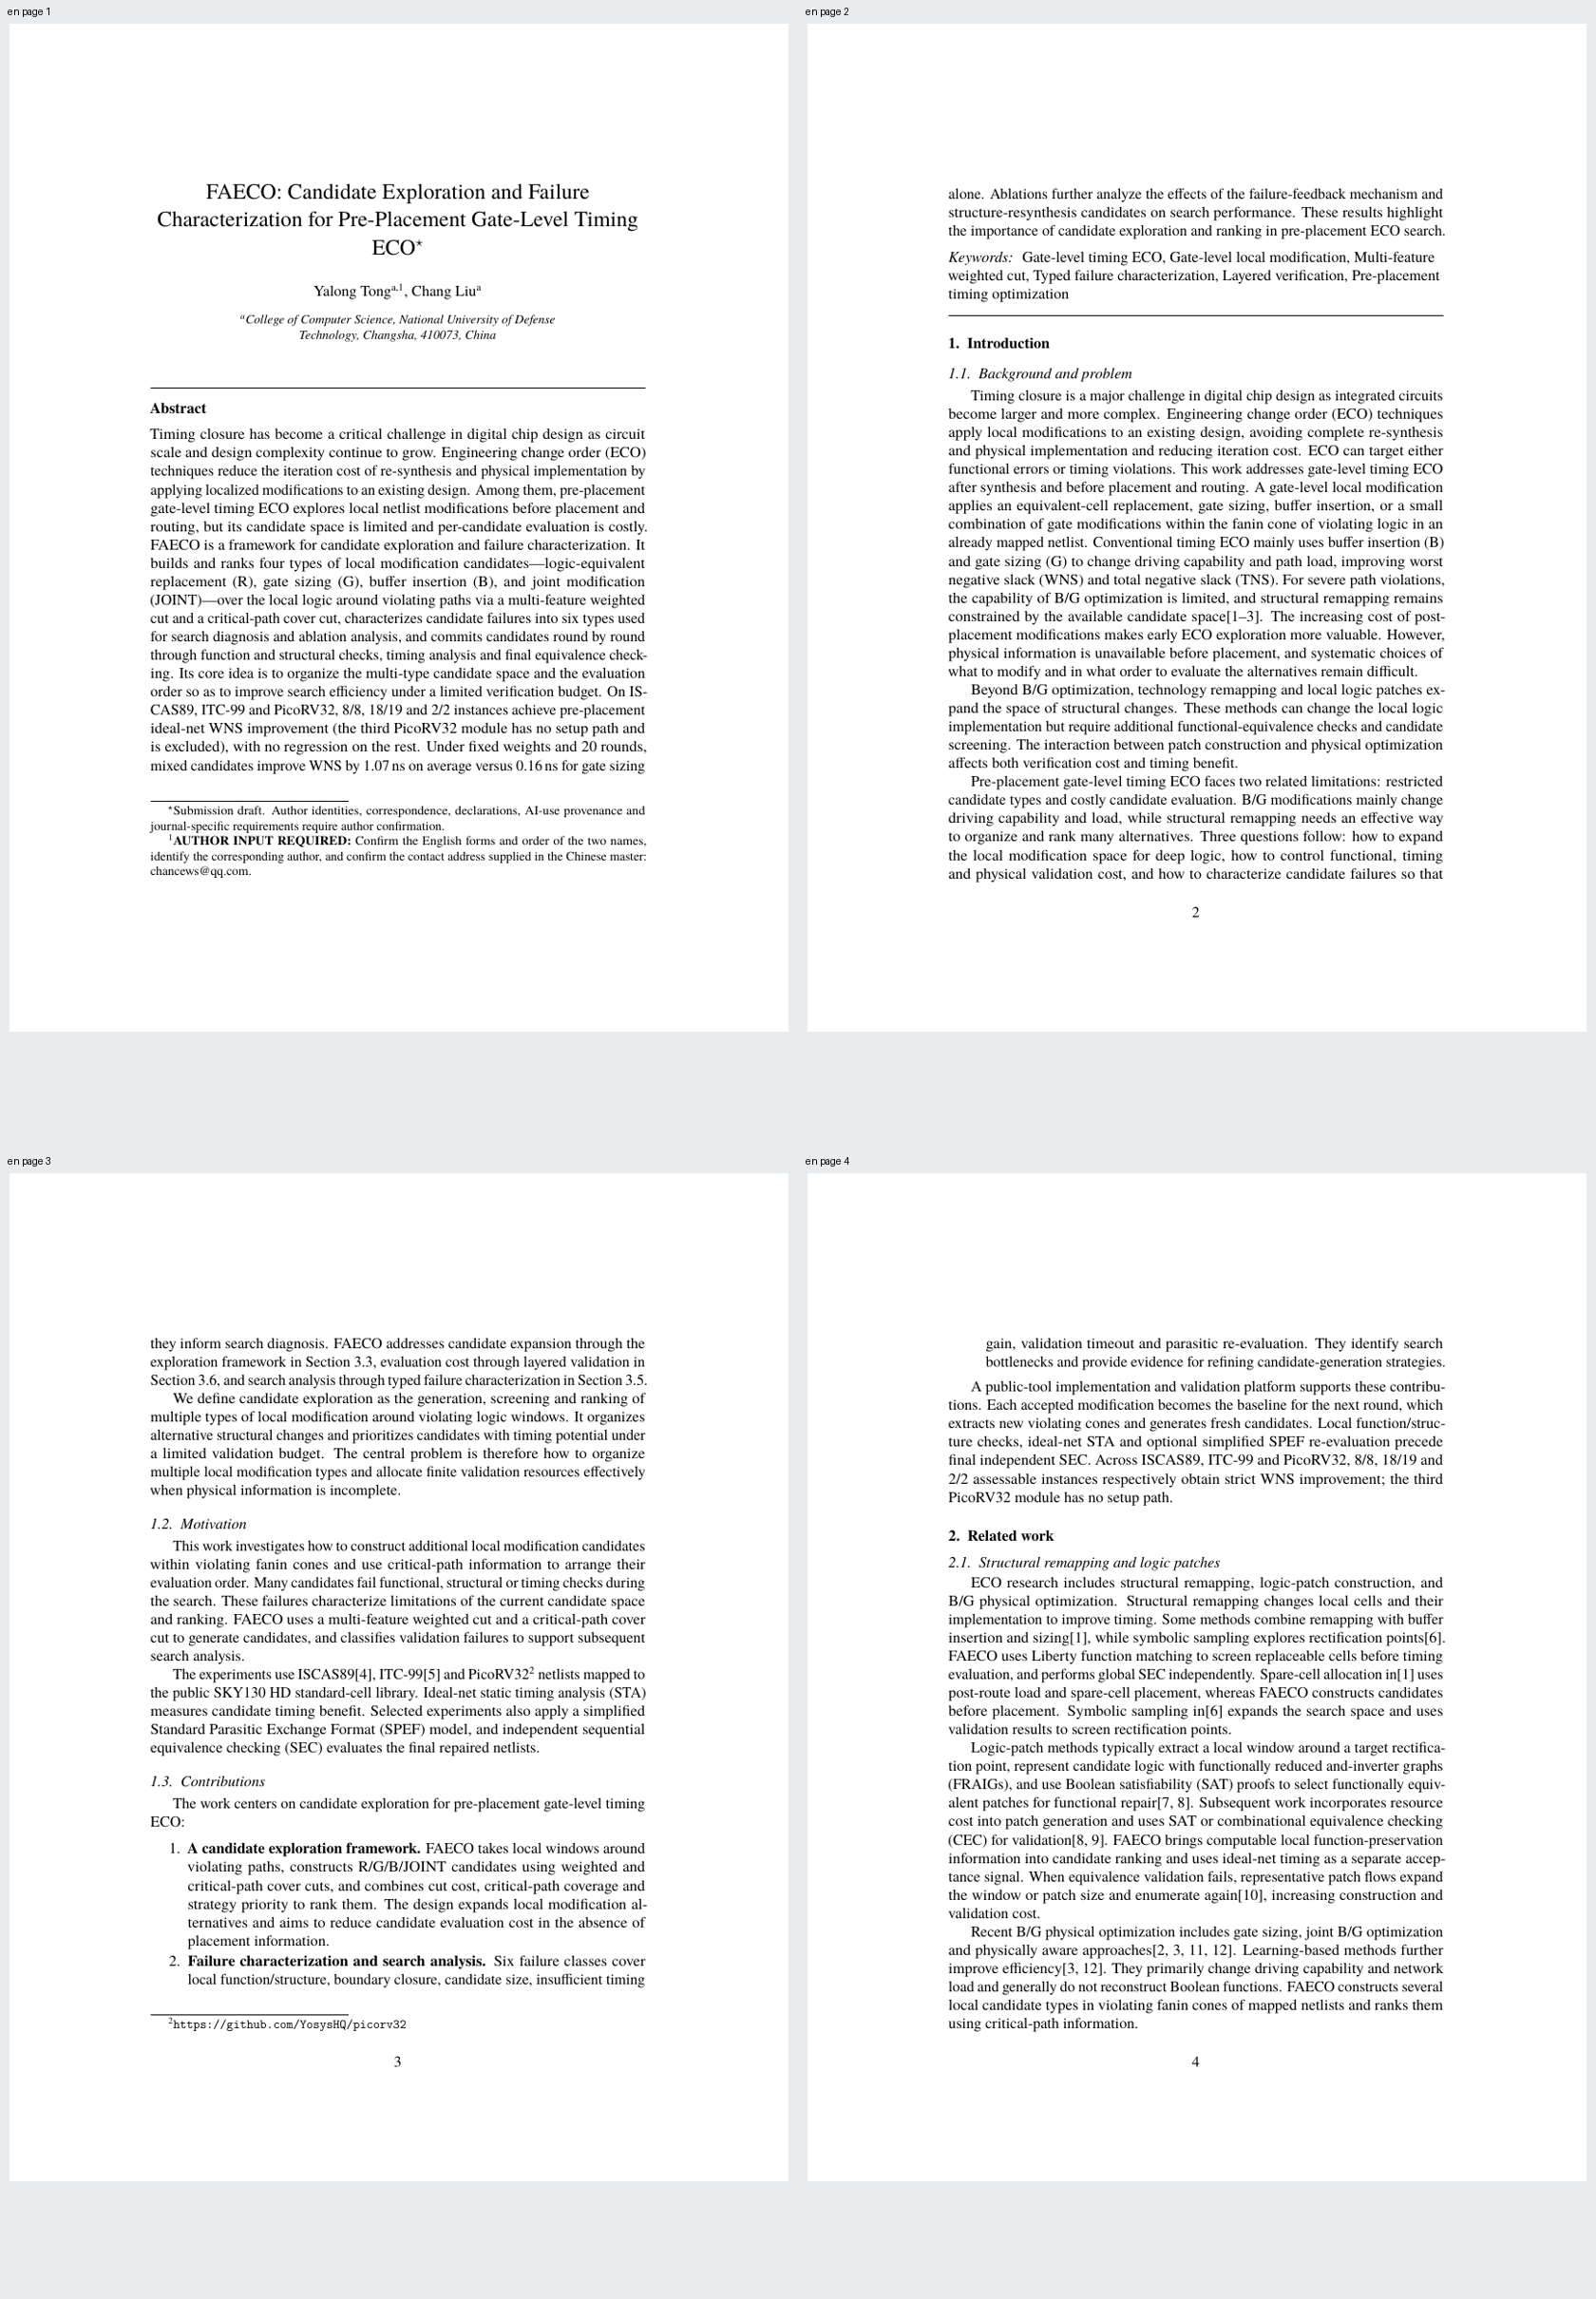 en page 1
FAECO: Candidate Exploration and Failure
Characterization for Pre-Placement Gate-Level Timing
ECO⋆
Yalong Tongᵃ,¹, Chang Liuᵃ
ᵃCollege of Computer Science, National University of Defense
Technology, Changsha, 410073, China
Abstract
Timing closure has become a critical challenge in digital chip design as circuit
scale and design complexity continue to grow. Engineering change order (ECO)
techniques reduce the iteration cost of re-synthesis and physical implementation by
applying localized modifications to an existing design. Among them, pre-placement
gate-level timing ECO explores local netlist modifications before placement and
routing, but its candidate space is limited and per-candidate evaluation is costly.
FAECO is a framework for candidate exploration and failure characterization. It
builds and ranks four types of local modification candidates—logic-equivalent
replacement (R), gate sizing (G), buffer insertion (B), and joint modification
(JOINT)—over the local logic around violating paths via a multi-feature weighted
cut and a critical-path cover cut, characterizes candidate failures into six types used
for search diagnosis and ablation analysis, and commits candidates round by round
through function and structural checks, timing analysis and final equivalence check-
ing. Its core idea is to organize the multi-type candidate space and the evaluation
order so as to improve search efficiency under a limited verification budget. On IS-
CAS89, ITC-99 and PicoRV32, 8/8, 18/19 and 2/2 instances achieve pre-placement
ideal-net WNS improvement (the third PicoRV32 module has no setup path and
is excluded), with no regression on the rest. Under fixed weights and 20 rounds,
mixed candidates improve WNS by 1.07 ns on average versus 0.16 ns for gate sizing
⋆Submission draft. Author identities, correspondence, declarations, AI-use provenance and
journal-specific requirements require author confirmation.
¹AUTHOR INPUT REQUIRED: Confirm the English forms and order of the two names,
identify the corresponding author, and confirm the contact address supplied in the Chinese master:
chancews@qq.com.
en page 2
alone. Ablations further analyze the effects of the failure-feedback mechanism and
structure-resynthesis candidates on search performance. These results highlight
the importance of candidate exploration and ranking in pre-placement ECO search.
Keywords: Gate-level timing ECO, Gate-level local modification, Multi-feature
weighted cut, Typed failure characterization, Layered verification, Pre-placement
timing optimization
1. Introduction
1.1. Background and problem
Timing closure is a major challenge in digital chip design as integrated circuits
become larger and more complex. Engineering change order (ECO) techniques
apply local modifications to an existing design, avoiding complete re-synthesis
and physical implementation and reducing iteration cost. ECO can target either
functional errors or timing violations. This work addresses gate-level timing ECO
after synthesis and before placement and routing. A gate-level local modification
applies an equivalent-cell replacement, gate sizing, buffer insertion, or a small
combination of gate modifications within the fanin cone of violating logic in an
already mapped netlist. Conventional timing ECO mainly uses buffer insertion (B)
and gate sizing (G) to change driving capability and path load, improving worst
negative slack (WNS) and total negative slack (TNS). For severe path violations,
the capability of B/G optimization is limited, and structural remapping remains
constrained by the available candidate space[1–3]. The increasing cost of post-
placement modifications makes early ECO exploration more valuable. However,
physical information is unavailable before placement, and systematic choices of
what to modify and in what order to evaluate the alternatives remain difficult.
Beyond B/G optimization, technology remapping and local logic patches ex-
pand the space of structural changes. These methods can change the local logic
implementation but require additional functional-equivalence checks and candidate
screening. The interaction between patch construction and physical optimization
affects both verification cost and timing benefit.
Pre-placement gate-level timing ECO faces two related limitations: restricted
candidate types and costly candidate evaluation. B/G modifications mainly change
driving capability and load, while structural remapping needs an effective way
to organize and rank many alternatives. Three questions follow: how to expand
the local modification space for deep logic, how to control functional, timing
and physical validation cost, and how to characterize candidate failures so that
2
en page 3
they inform search diagnosis. FAECO addresses candidate expansion through the
exploration framework in Section 3.3, evaluation cost through layered validation in
Section 3.6, and search analysis through typed failure characterization in Section 3.5.
We define candidate exploration as the generation, screening and ranking of
multiple types of local modification around violating logic windows. It organizes
alternative structural changes and prioritizes candidates with timing potential under
a limited validation budget. The central problem is therefore how to organize
multiple local modification types and allocate finite validation resources effectively
when physical information is incomplete.
1.2. Motivation
This work investigates how to construct additional local modification candidates
within violating fanin cones and use critical-path information to arrange their
evaluation order. Many candidates fail functional, structural or timing checks during
the search. These failures characterize limitations of the current candidate space
and ranking. FAECO uses a multi-feature weighted cut and a critical-path cover
cut to generate candidates, and classifies validation failures to support subsequent
search analysis.
The experiments use ISCAS89[4], ITC-99[5] and PicoRV32² netlists mapped to
the public SKY130 HD standard-cell library. Ideal-net static timing analysis (STA)
measures candidate timing benefit. Selected experiments also apply a simplified
Standard Parasitic Exchange Format (SPEF) model, and independent sequential
equivalence checking (SEC) evaluates the final repaired netlists.
1.3. Contributions
The work centers on candidate exploration for pre-placement gate-level timing
ECO:
1. A candidate exploration framework. FAECO takes local windows around
violating paths, constructs R/G/B/JOINT candidates using weighted and
critical-path cover cuts, and combines cut cost, critical-path coverage and
strategy priority to rank them. The design expands local modification al-
ternatives and aims to reduce candidate evaluation cost in the absence of
placement information.
2. Failure characterization and search analysis. Six failure classes cover
local function/structure, boundary closure, candidate size, insufficient timing
²https://github.com/YosysHQ/picorv32
3
en page 4
gain, validation timeout and parasitic re-evaluation. They identify search
bottlenecks and provide evidence for refining candidate-generation strategies.
A public-tool implementation and validation platform supports these contribu-
tions. Each accepted modification becomes the baseline for the next round, which
extracts new violating cones and generates fresh candidates. Local function/struc-
ture checks, ideal-net STA and optional simplified SPEF re-evaluation precede
final independent SEC. Across ISCAS89, ITC-99 and PicoRV32, 8/8, 18/19 and
2/2 assessable instances respectively obtain strict WNS improvement; the third
PicoRV32 module has no setup path.
2. Related work
2.1. Structural remapping and logic patches
ECO research includes structural remapping, logic-patch construction, and
B/G physical optimization. Structural remapping changes local cells and their
implementation to improve timing. Some methods combine remapping with buffer
insertion and sizing[1], while symbolic sampling explores rectification points[6].
FAECO uses Liberty function matching to screen replaceable cells before timing
evaluation, and performs global SEC independently. Spare-cell allocation in[1] uses
post-route load and spare-cell placement, whereas FAECO constructs candidates
before placement. Symbolic sampling in[6] expands the search space and uses
validation results to screen rectification points.
Logic-patch methods typically extract a local window around a target rectifica-
tion point, represent candidate logic with functionally reduced and-inverter graphs
(FRAIGs), and use Boolean satisfiability (SAT) proofs to select functionally equiv-
alent patches for functional repair[7, 8]. Subsequent work incorporates resource
cost into patch generation and uses SAT or combinational equivalence checking
(CEC) for validation[8, 9]. FAECO brings computable local function-preservation
information into candidate ranking and uses ideal-net timing as a separate accep-
tance signal. When equivalence validation fails, representative patch flows expand
the window or patch size and enumerate again[10], increasing construction and
validation cost.
Recent B/G physical optimization includes gate sizing, joint B/G optimization
and physically aware approaches[2, 3, 11, 12]. Learning-based methods further
improve efficiency[3, 12]. They primarily change driving capability and network
load and generally do not reconstruct Boolean functions. FAECO constructs several
local candidate types in violating fanin cones of mapped netlists and ranks them
using critical-path information.
4